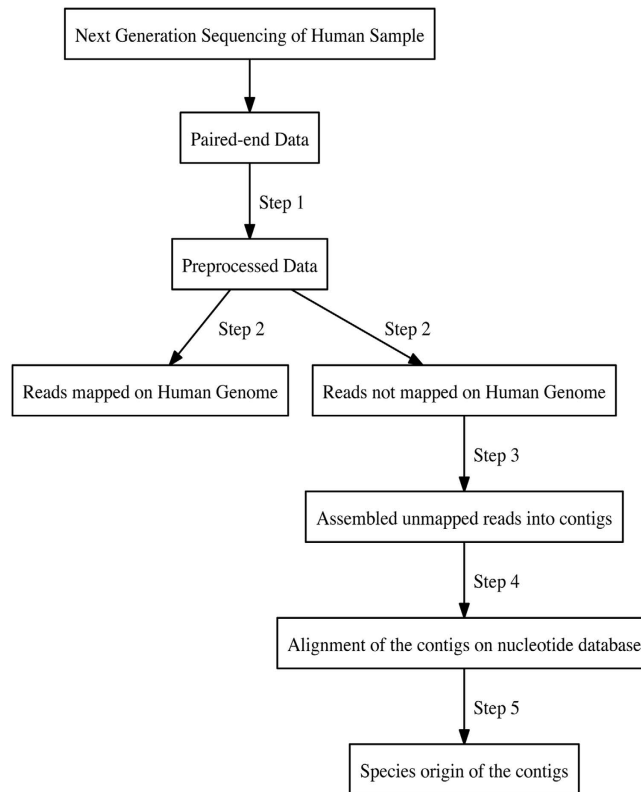 Next Generation Sequencing of Human Sample
Paired-end Data
Step 1
Preprocessed Data
Step 2
Step 2
Reads mapped on Human Genome
Reads not mapped on Human Genome
Step 3
Assembled unmapped reads into contigs
Step 4
Alignment of the contigs on nucleotide database
Step 5
Species origin of the contigs